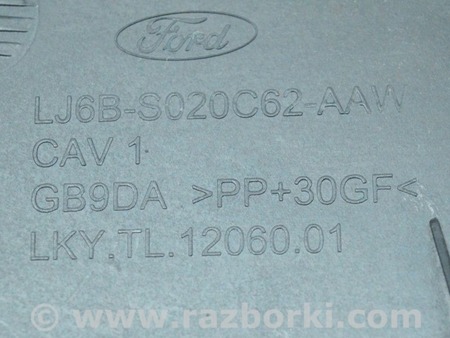 Ford
LJ6B-S020C62-AAW
CAV 1
GB9DA >PP+30GF<
LKY.TL.12060.01
© www.razborki.com